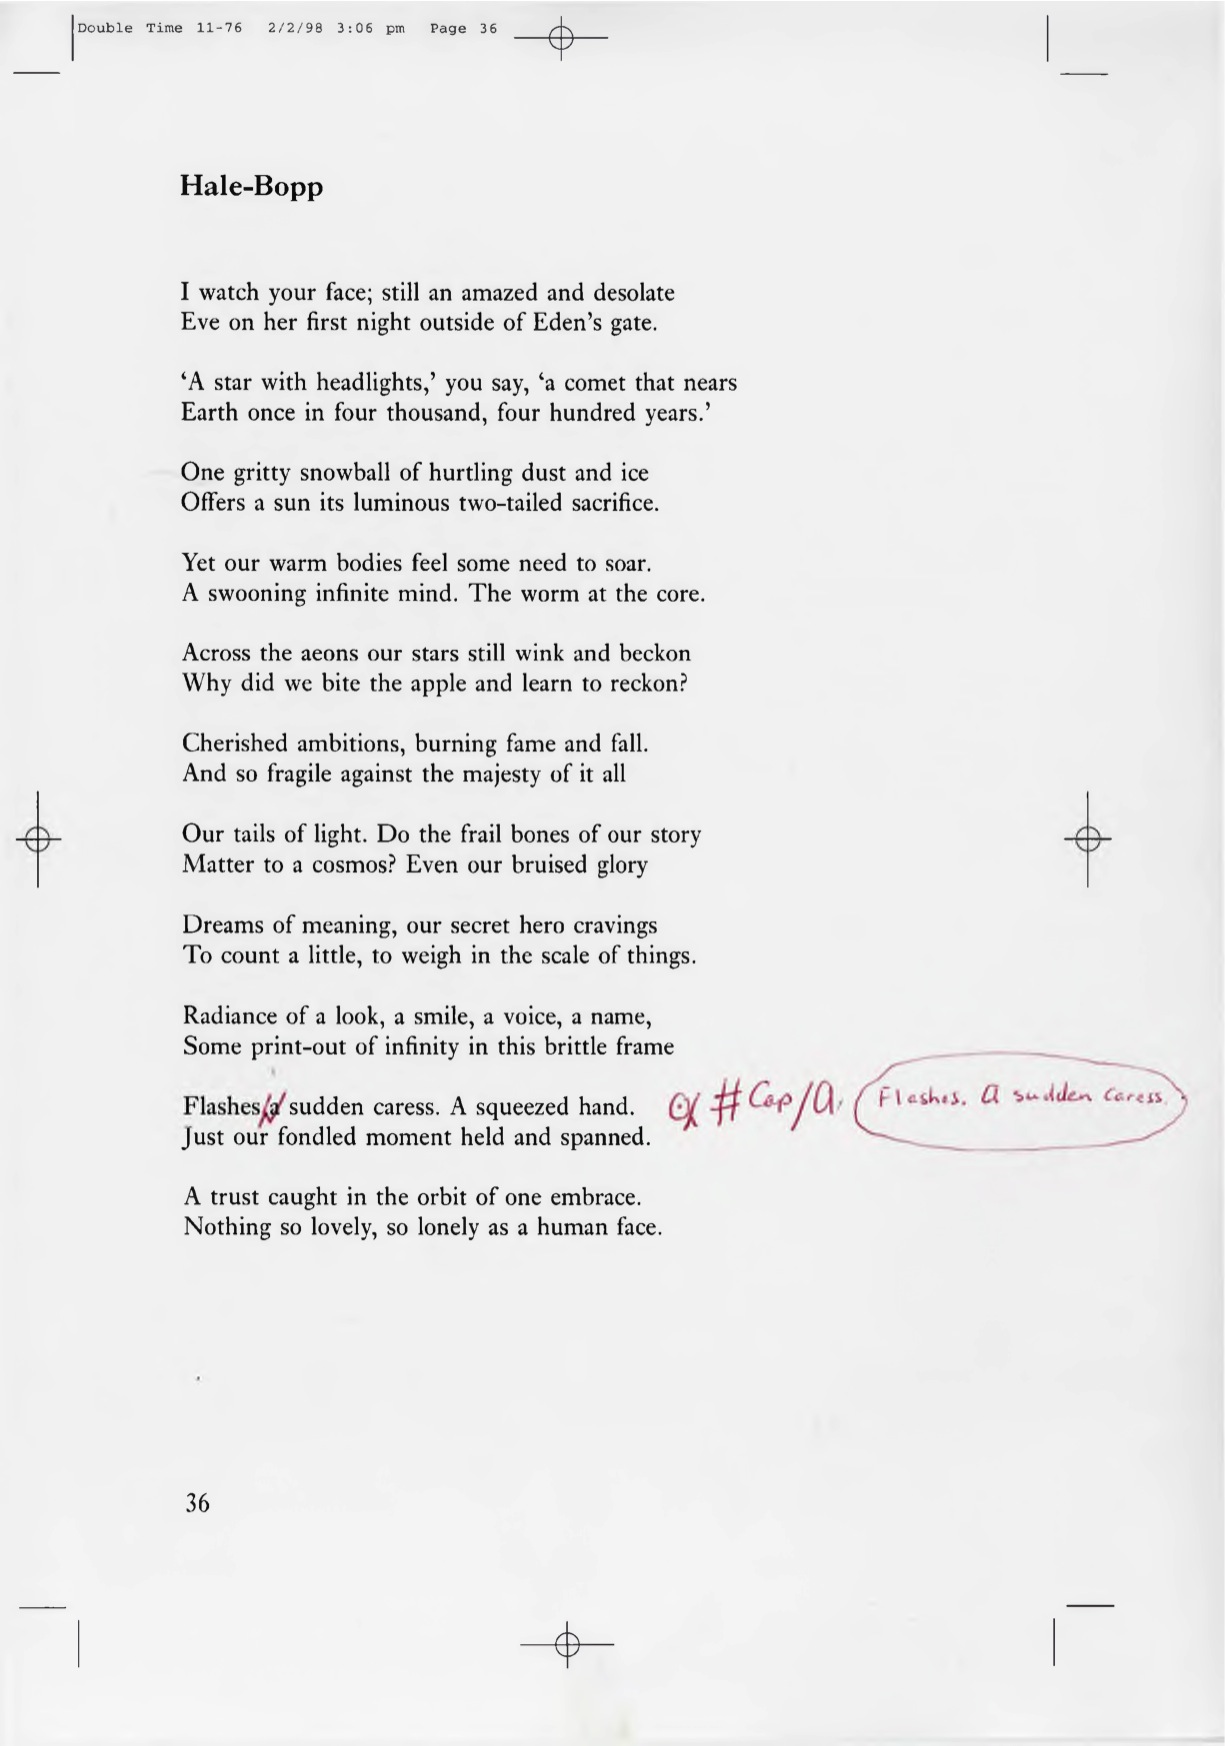 Double Time 11-76 2/2/98 3:06 pm Page 36
Hale-Bopp
I watch your face; still an amazed and desolate
Eve on her first night outside of Eden’s gate.
‘A star with headlights,’ you say, ‘a comet that nears
Earth once in four thousand, four hundred years.’
One gritty snowball of hurtling dust and ice
Offers a sun its luminous two-tailed sacrifice.
Yet our warm bodies feel some need to soar.
A swooning infinite mind. The worm at the core.
Across the aeons our stars still wink and beckon
Why did we bite the apple and learn to reckon?
Cherished ambitions, burning fame and fall.
And so fragile against the majesty of it all
Our tails of light. Do the frail bones of our story
Matter to a cosmos? Even our bruised glory
Dreams of meaning, our secret hero cravings
To count a little, to weigh in the scale of things.
Radiance of a look, a smile, a voice, a name,
Some print-out of infinity in this brittle frame
Flashes a sudden caress. A squeezed hand. # Cap/a. Flashes. A sudden caress.
Just our fondled moment held and spanned.
A trust caught in the orbit of one embrace.
Nothing so lovely, so lonely as a human face.
36